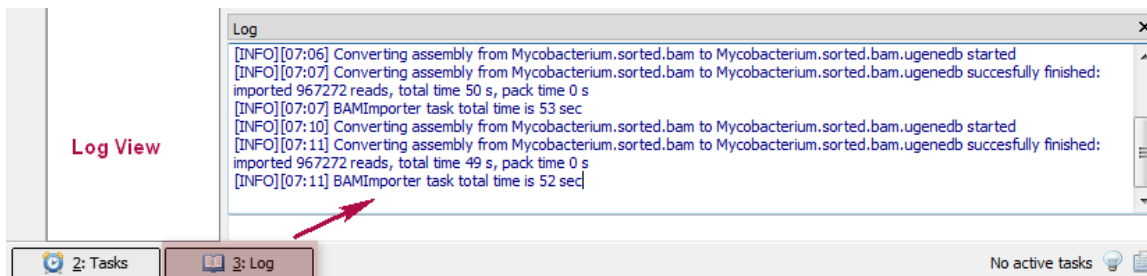 Log
[INFO][07:06] Converting assembly from Mycobacterium.sorted.bam to Mycobacterium.sorted.bam.ugenedb started
[INFO][07:07] Converting assembly from Mycobacterium.sorted.bam to Mycobacterium.sorted.bam.ugenedb succesfully finished:
imported 967272 reads, total time 50 s, pack time 0 s
[INFO][07:07] BAMImporter task total time is 53 sec
[INFO][07:10] Converting assembly from Mycobacterium.sorted.bam to Mycobacterium.sorted.bam.ugenedb started
[INFO][07:11] Converting assembly from Mycobacterium.sorted.bam to Mycobacterium.sorted.bam.ugenedb succesfully finished:
imported 967272 reads, total time 49 s, pack time 0 s
[INFO][07:11] BAMImporter task total time is 52 sec
Log View
2: Tasks
3: Log
No active tasks